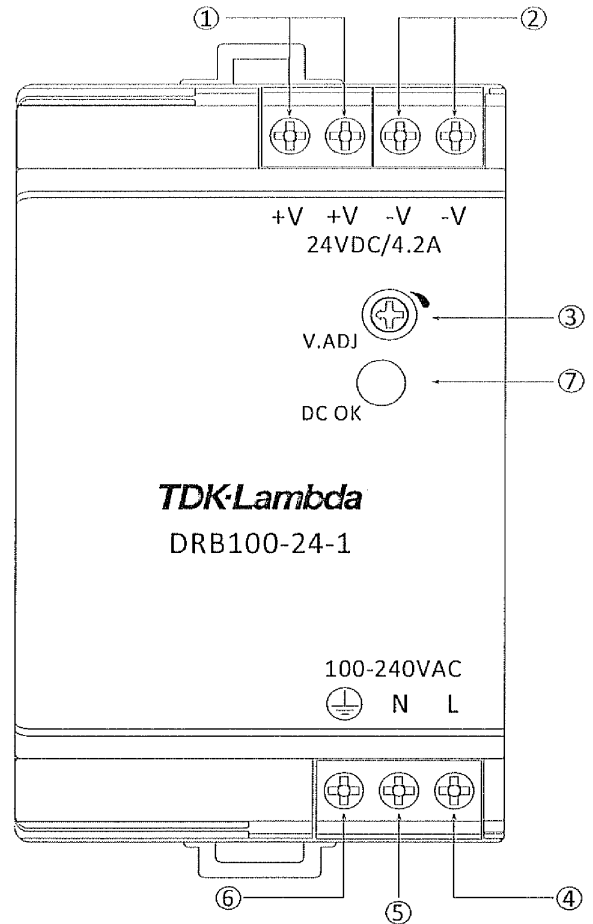 ① ②
+V +V -V -V
24VDC/4.2A
③
V.ADJ
⑦
DC OK
TDK·Lambda
DRB100-24-1
100-240VAC
N L
⑥ ⑤ ④